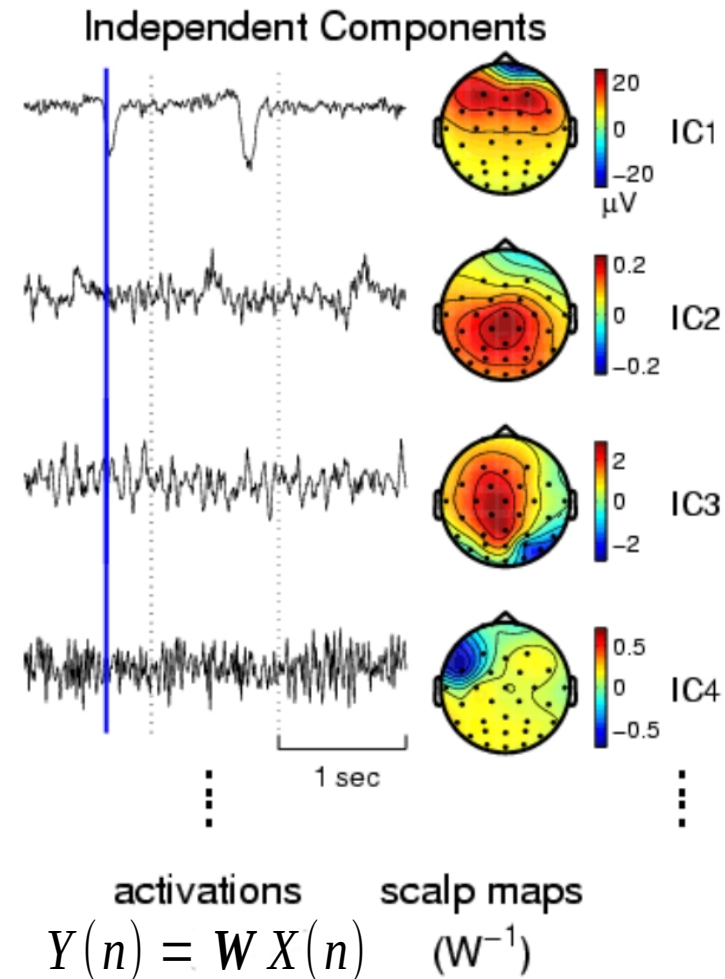 Independent Components
20
0
−20
µV
IC1
0.2
0
−0.2
IC2
2
0
−2
IC3
0.5
0
−0.5
IC4
1 sec
activations
scalp maps
Y(n) = W X(n)
(W⁻¹)